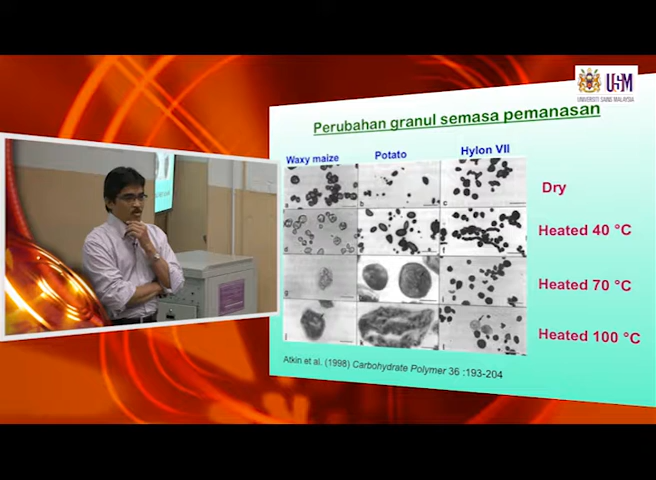 USM
UNIVERSITI SAINS MALAYSIA
Perubahan granul semasa pemanasan
Waxy maize Potato Hylon VII
Dry
Heated 40 °C
Heated 70 °C
Heated 100 °C
a b c
d f
g i
j l
Atkin et al. (1998) Carbohydrate Polymer 36 :193-204